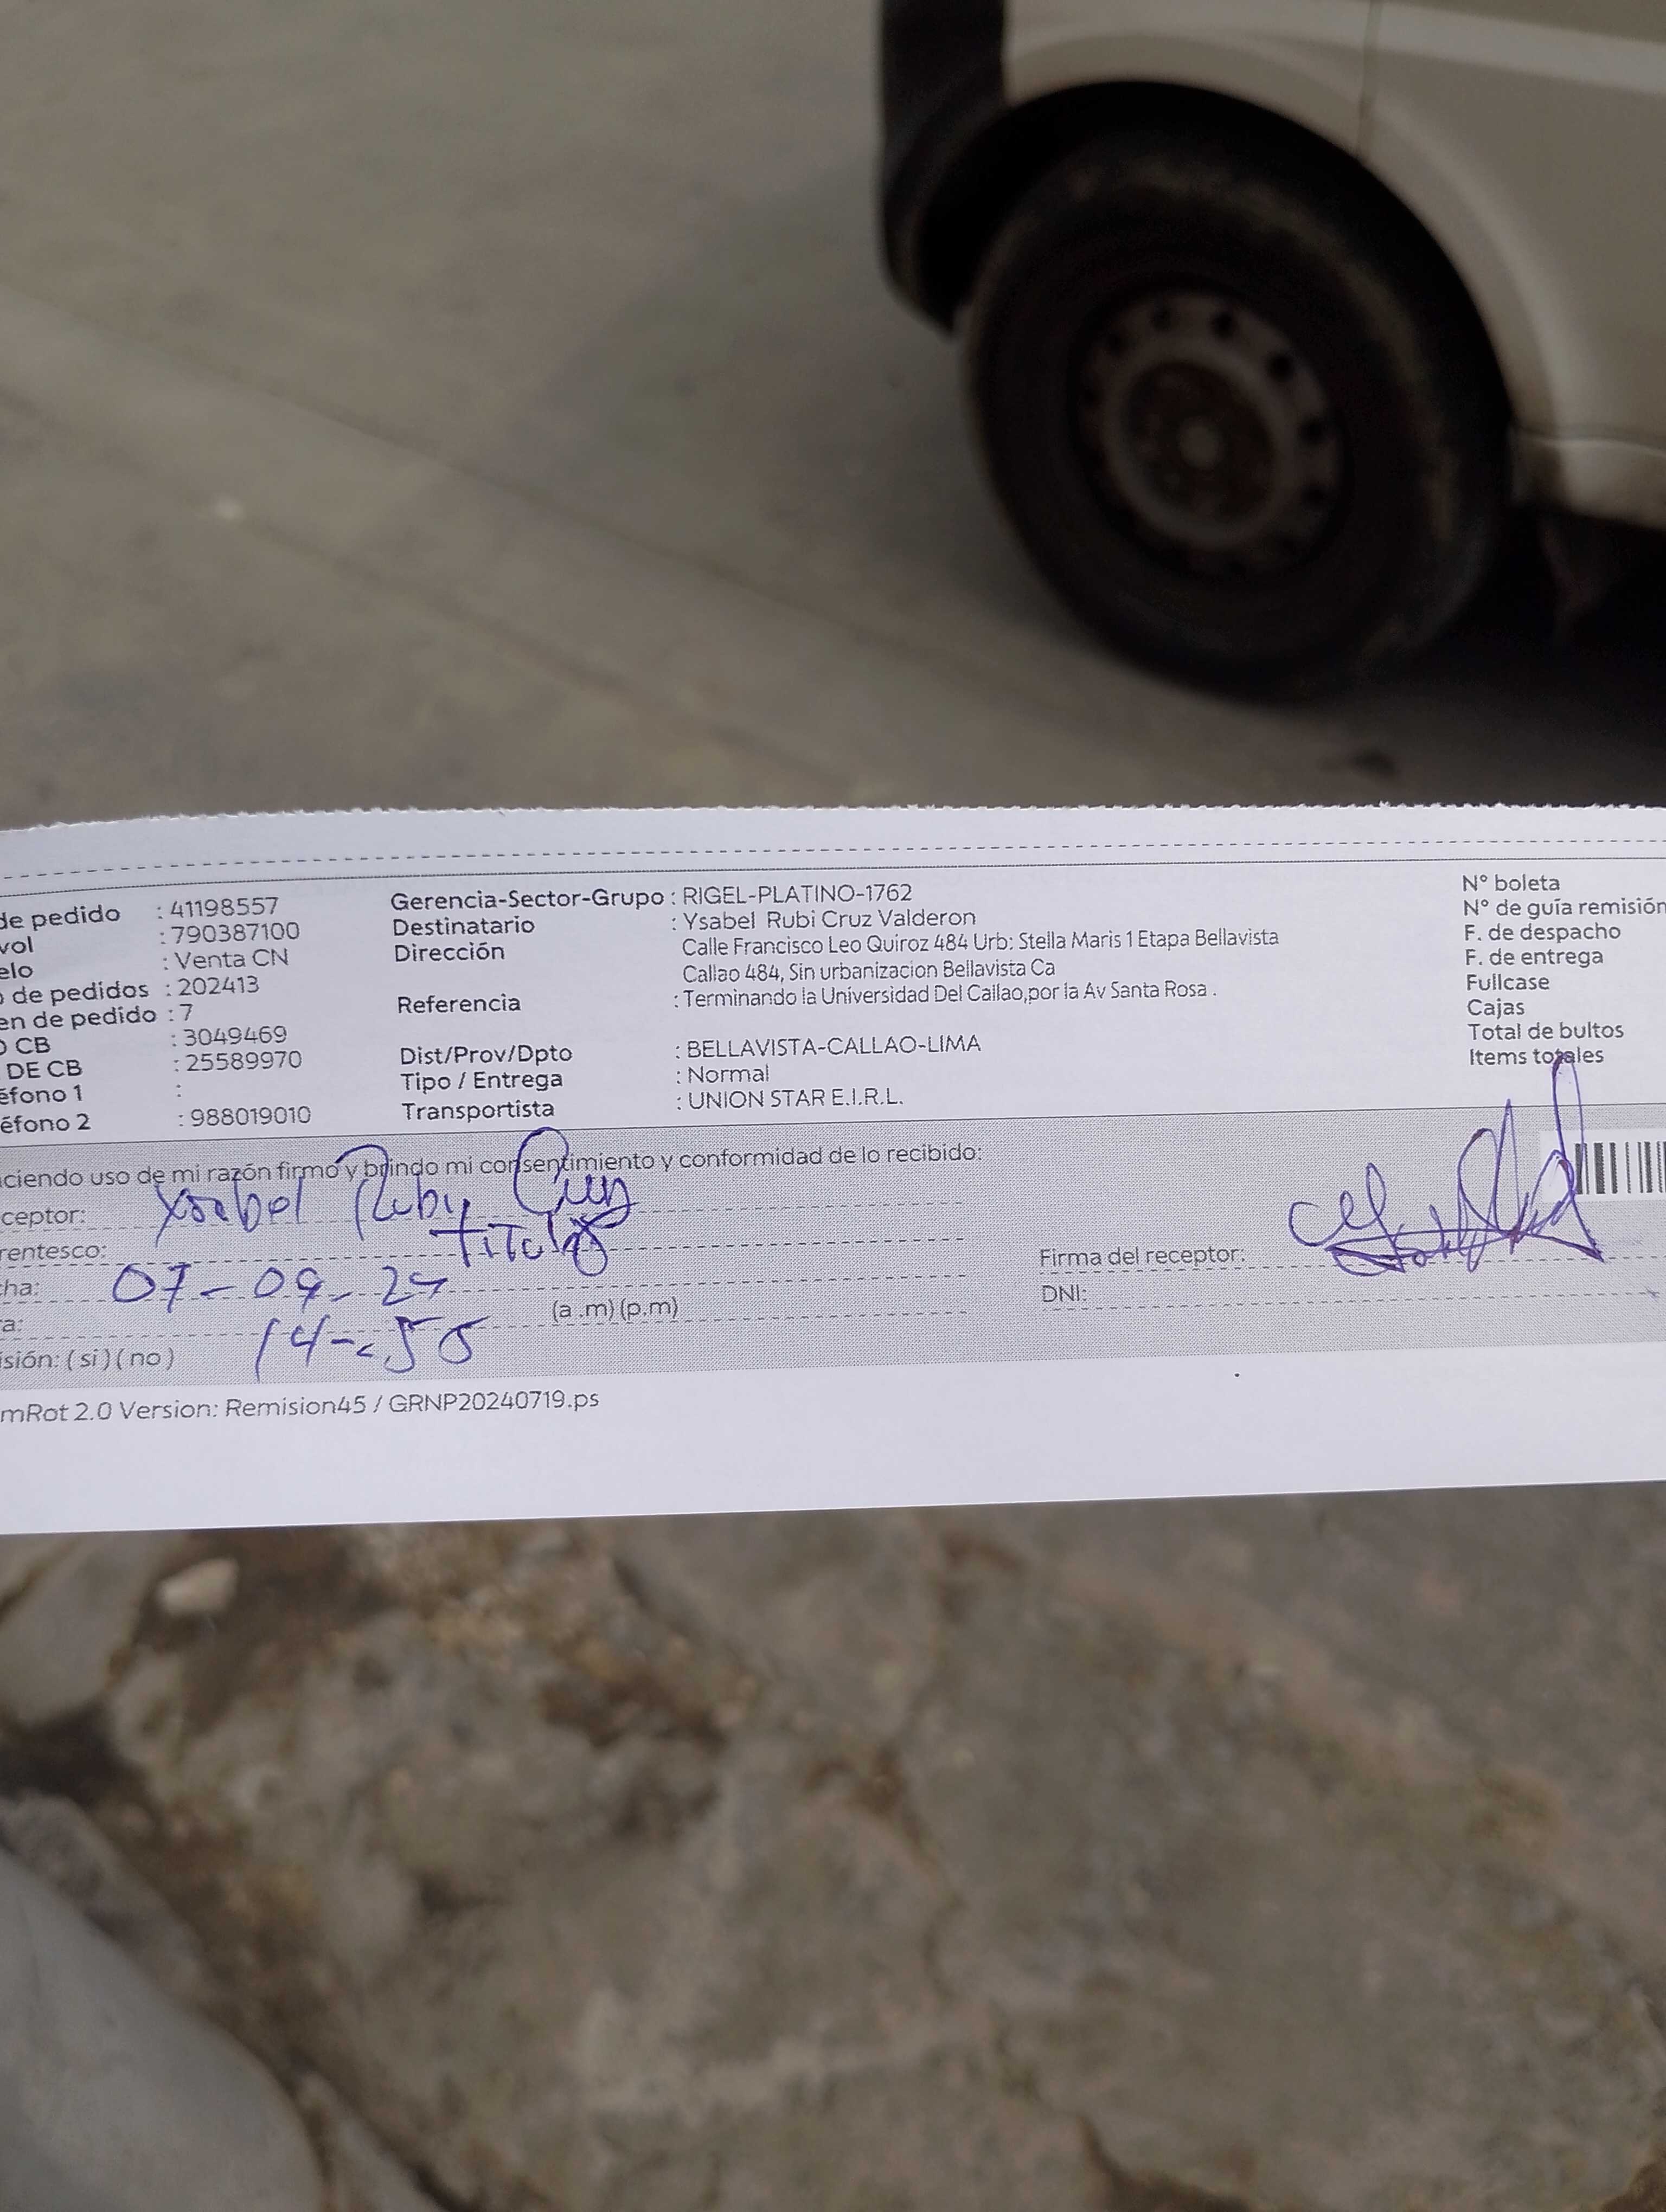 de pedido : 41198557
vol : 790387100
elo : Venta CN
o de pedidos : 202413
en de pedido : 7
O CB : 3049469
DE CB : 25589970
éfono 1 :
éfono 2 : 988019010
Gerencia-Sector-Grupo : RIGEL-PLATINO-1762
Destinatario : Ysabel Rubi Cruz Valderon
Dirección Calle Francisco Leo Quiroz 484 Urb: Stella Maris 1 Etapa Bellavista
Callao 484, Sin urbanizacion Bellavista Ca
Referencia : Terminando la Universidad Del Callao,por la Av Santa Rosa .
Dist/Prov/Dpto : BELLAVISTA-CALLAO-LIMA
Tipo / Entrega : Normal
Transportista : UNION STAR E.I.R.L.
N° boleta
N° de guía remisión
F. de despacho
F. de entrega
Fullcase
Cajas
Total de bultos
Items totales
ciendo uso de mi razón firmo y brindo mi consentimiento y conformidad de lo recibido:
ceptor: Ysabel Ruby Cruz
rentesco: Titular
cha: 07-09-24
a: 14-55 (a .m) (p.m)
isión: ( si ) ( no )
Firma del receptor:
DNI:
mRot 2.0 Version: Remision45 / GRNP20240719.ps